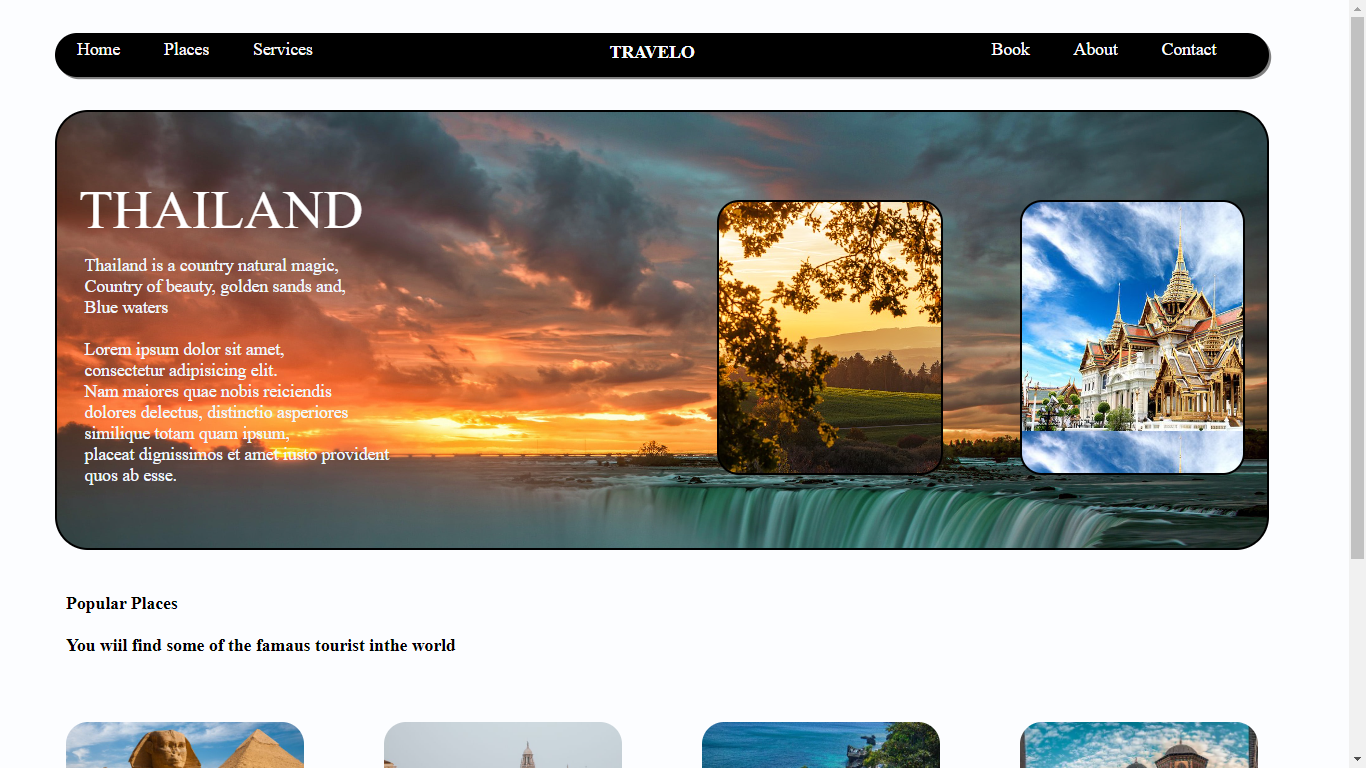 Home Places Services TRAVELO Book About Contact
THAILAND
Thailand is a country natural magic,
Country of beauty, golden sands and,
Blue waters
Lorem ipsum dolor sit amet,
consectetur adipisicing elit.
Nam maiores quae nobis reiciendis
dolores delectus, distinctio asperiores
similique totam quam ipsum,
placeat dignissimos et amet iusto provident
quos ab esse.
Popular Places
You wiil find some of the famaus tourist inthe world